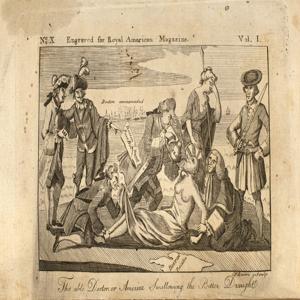 No. X Engraved for Royal American Magazine. Vol. I.
Boston cannonaded
The able Doctor, or America Swallowing the Bitter Draught.